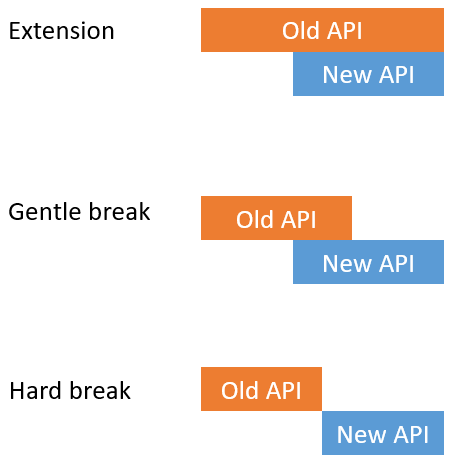 Extension
Old API
New API
Gentle break
Old API
New API
Hard break
Old API
New API